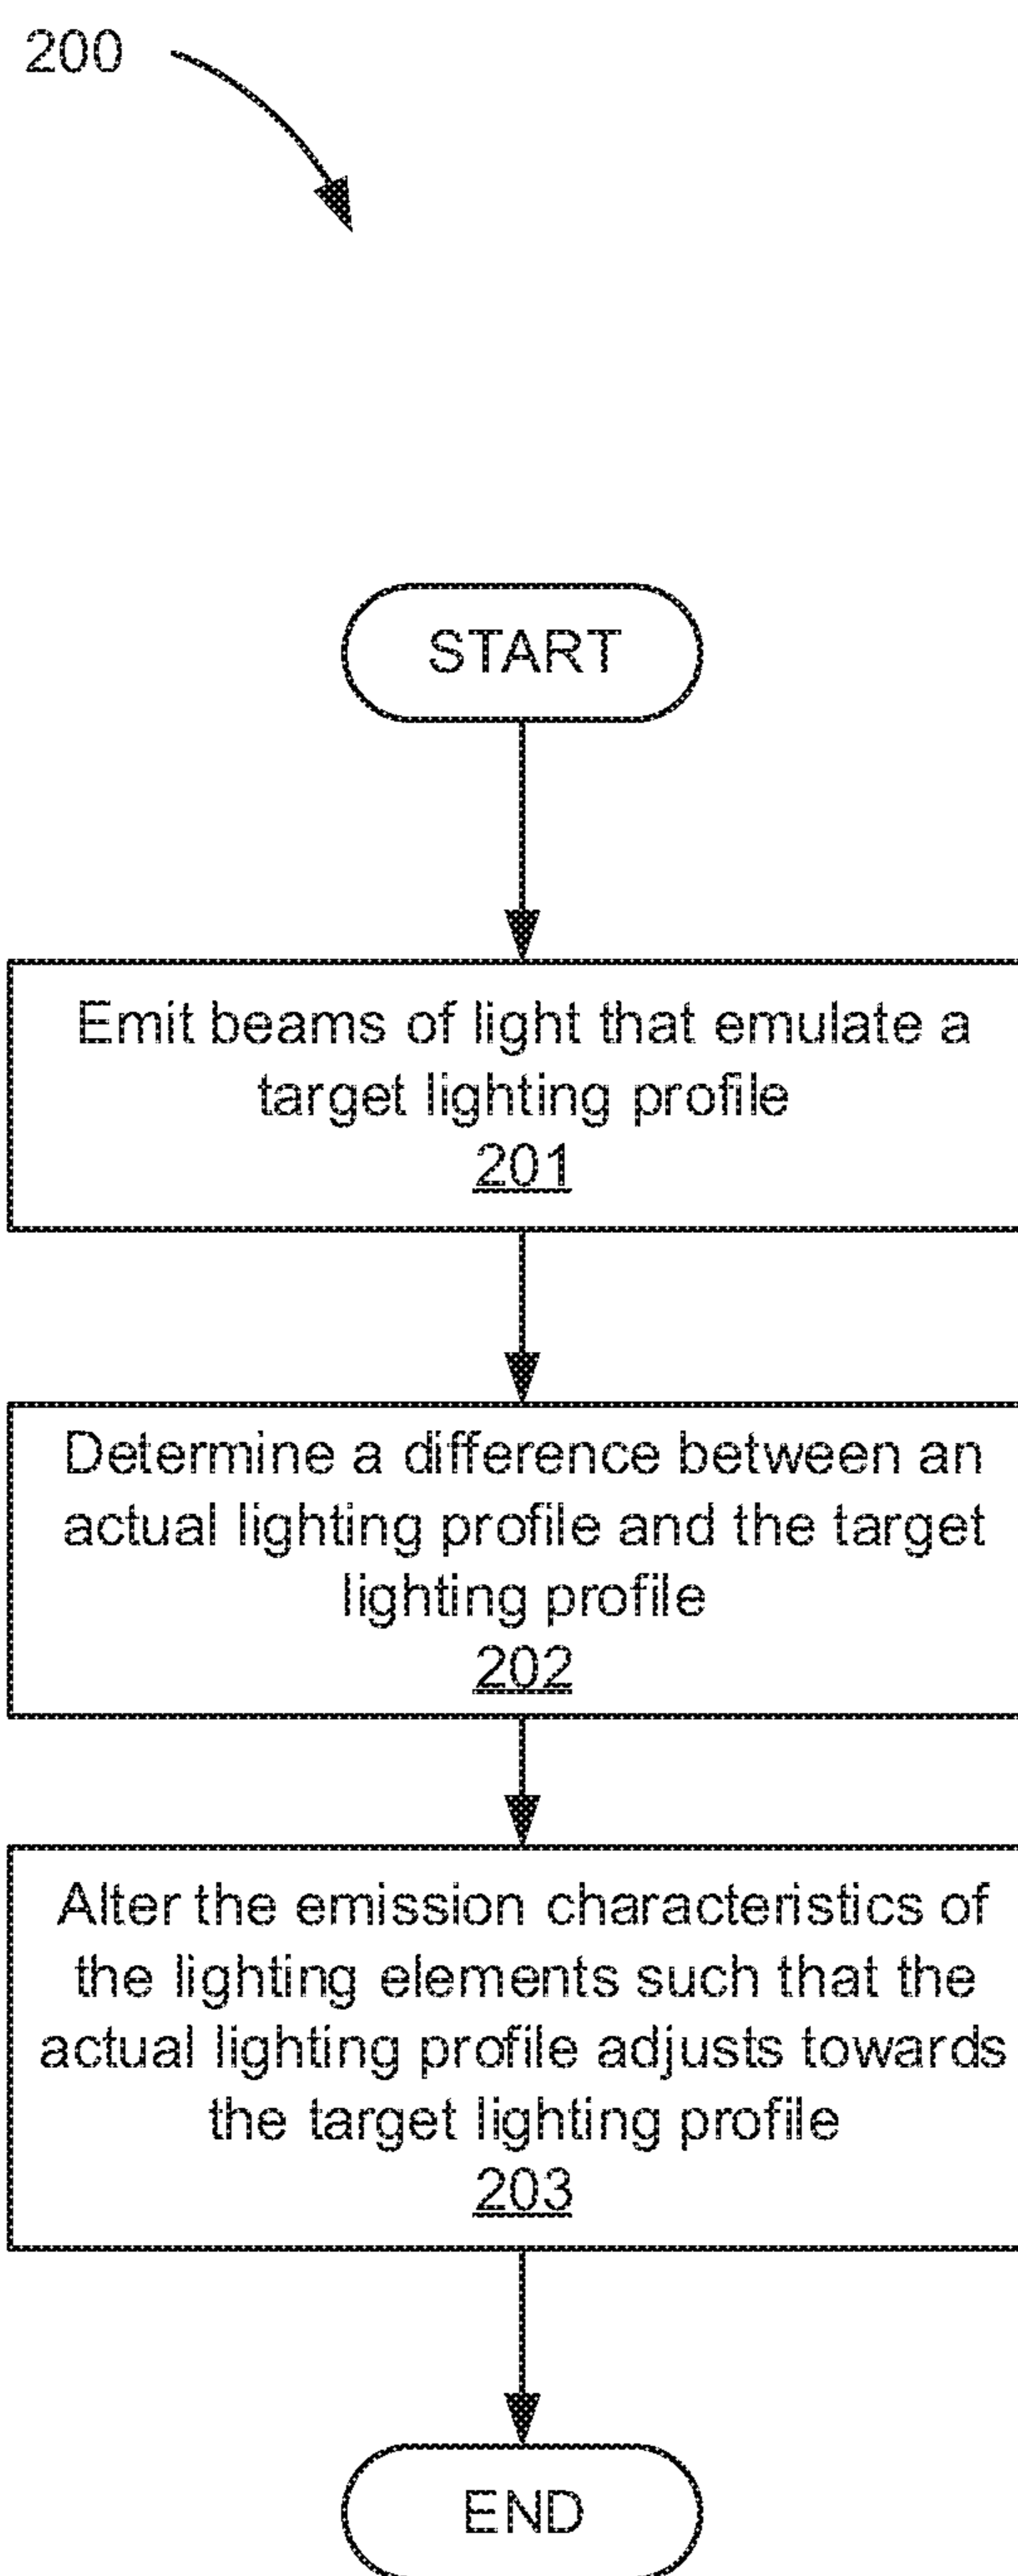 200
START
Emit beams of light that emulate a
target lighting profile
201
Determine a difference between an
actual lighting profile and the target
lighting profile
202
Alter the emission characteristics of
the lighting elements such that the
actual lighting profile adjusts towards
the target lighting profile
203
END